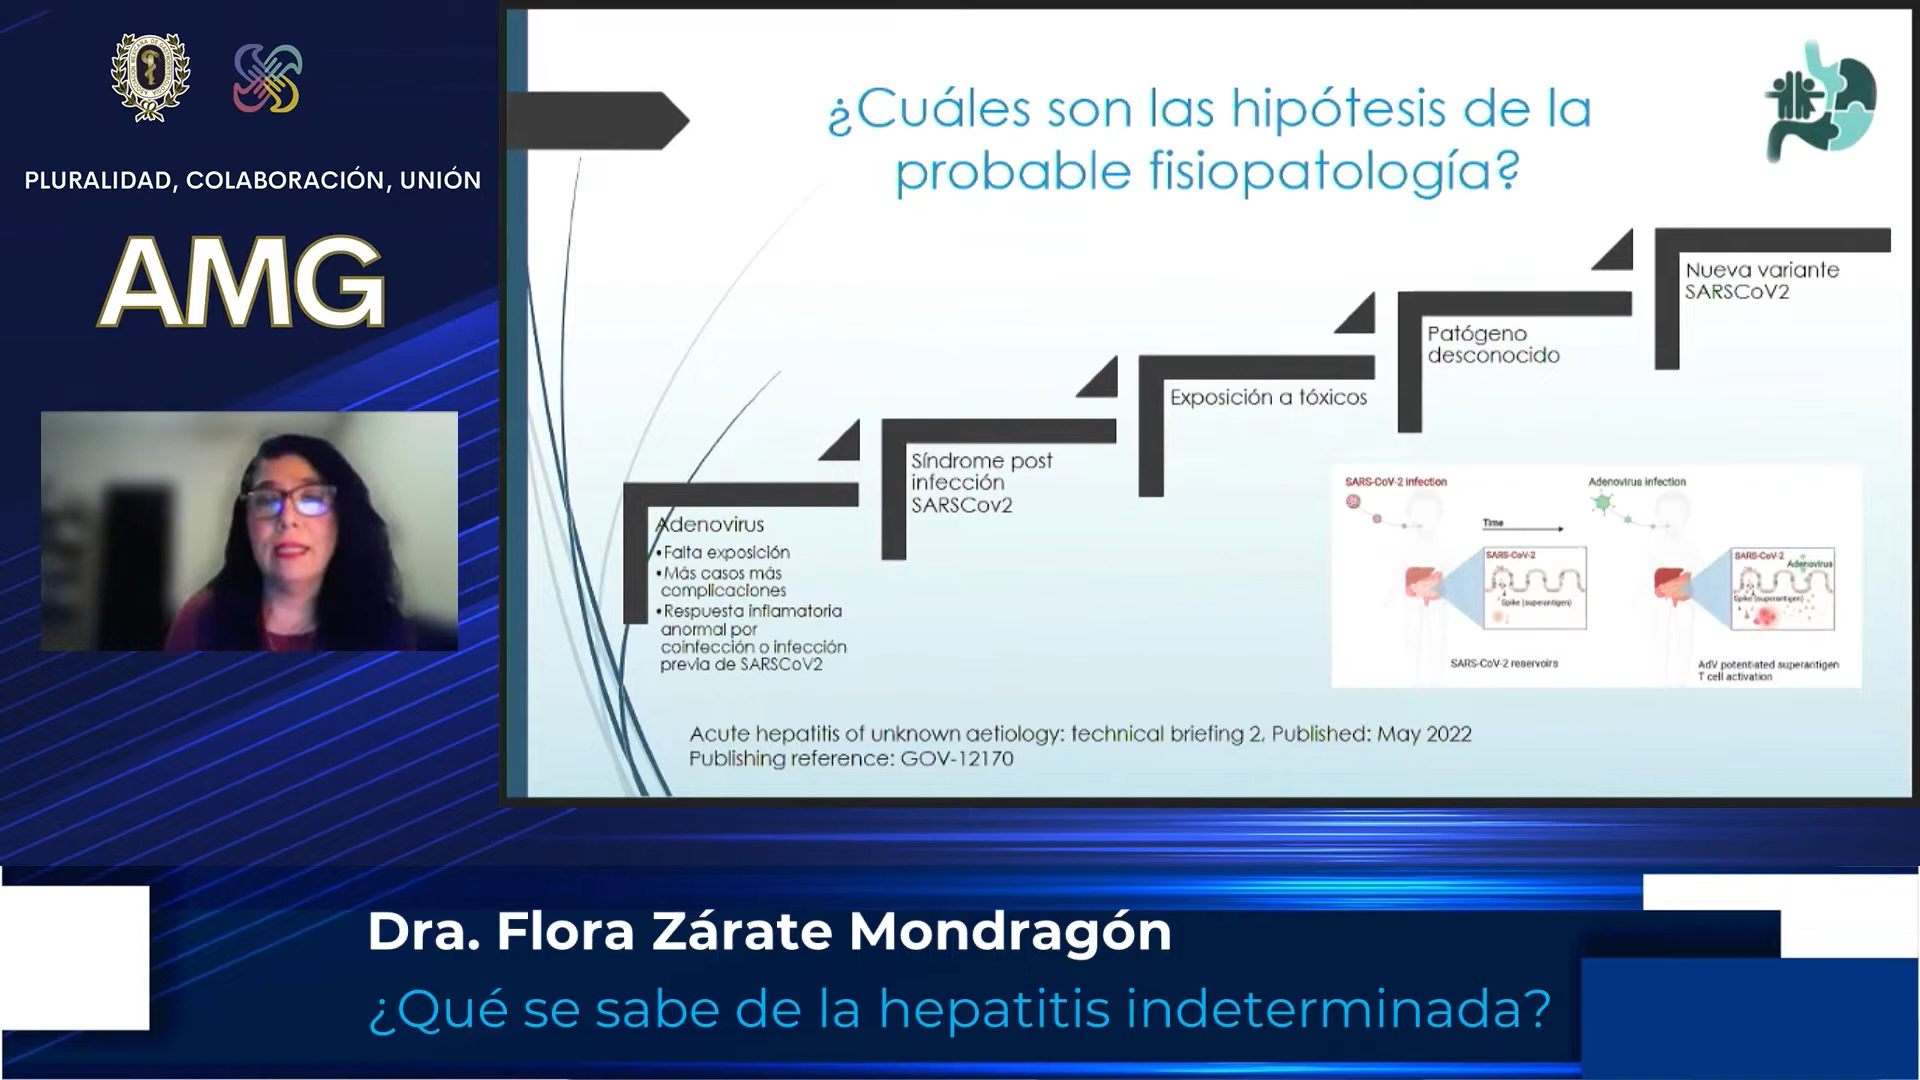 PLURALIDAD, COLABORACIÓN, UNIÓN
AMG
¿Cuáles son las hipótesis de la
probable fisiopatología?
Adenovirus
•Falta exposición
•Más casos más
complicaciones
•Respuesta inflamatoria
anormal por
coinfección o infección
previa de SARSCoV2
Síndrome post
infección
SARSCov2
Exposición a tóxicos
Patógeno
desconocido
Nueva variante
SARSCoV2
SARS-CoV-2 infection
Time
SARS-CoV-2
Spike (superantigen)
SARS-CoV-2 reservoirs
Adenovirus infection
SARS-CoV-2
Adenovirus
Spike (superantigen)
AdV potentiated superantigen
T cell activation
Acute hepatitis of unknown aetiology: technical briefing 2, Published: May 2022
Publishing reference: GOV-12170
Dra. Flora Zárate Mondragón
¿Qué se sabe de la hepatitis indeterminada?